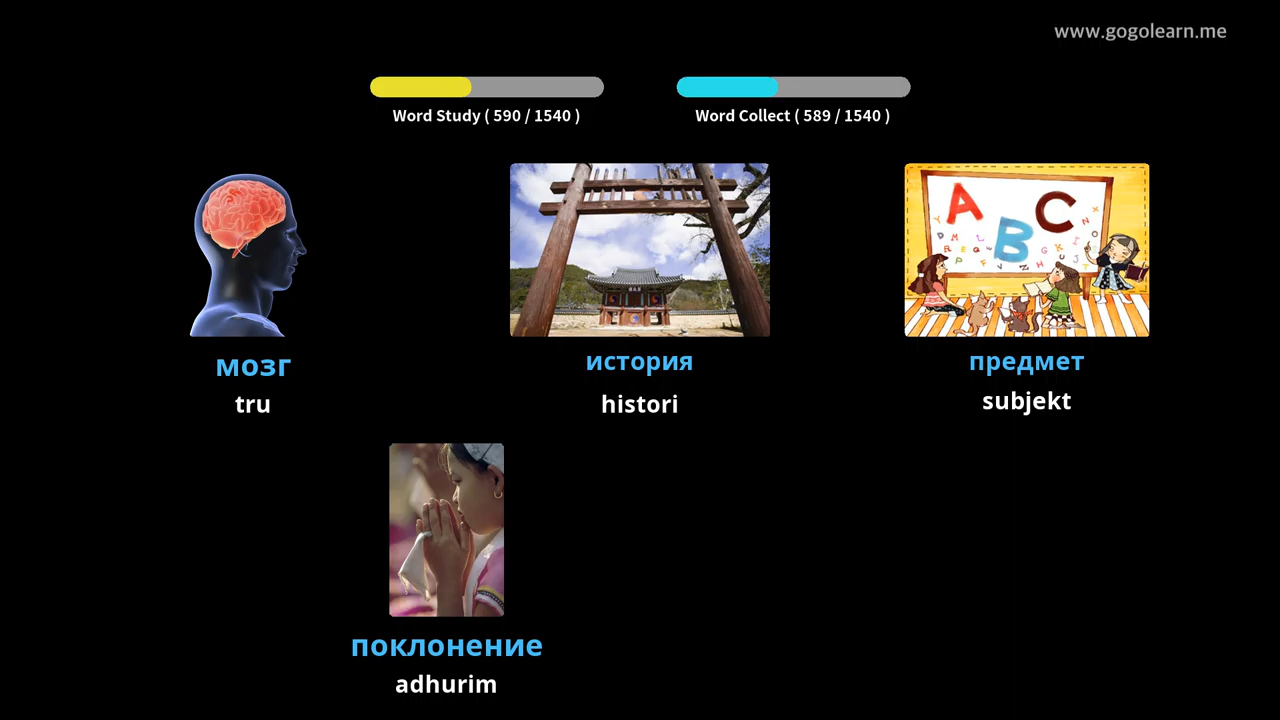 www.gogolearn.me
Word Study ( 590 / 1540 )
Word Collect ( 589 / 1540 )
A
B
C
мозг
tru
история
histori
предмет
subjekt
поклонение
adhurim